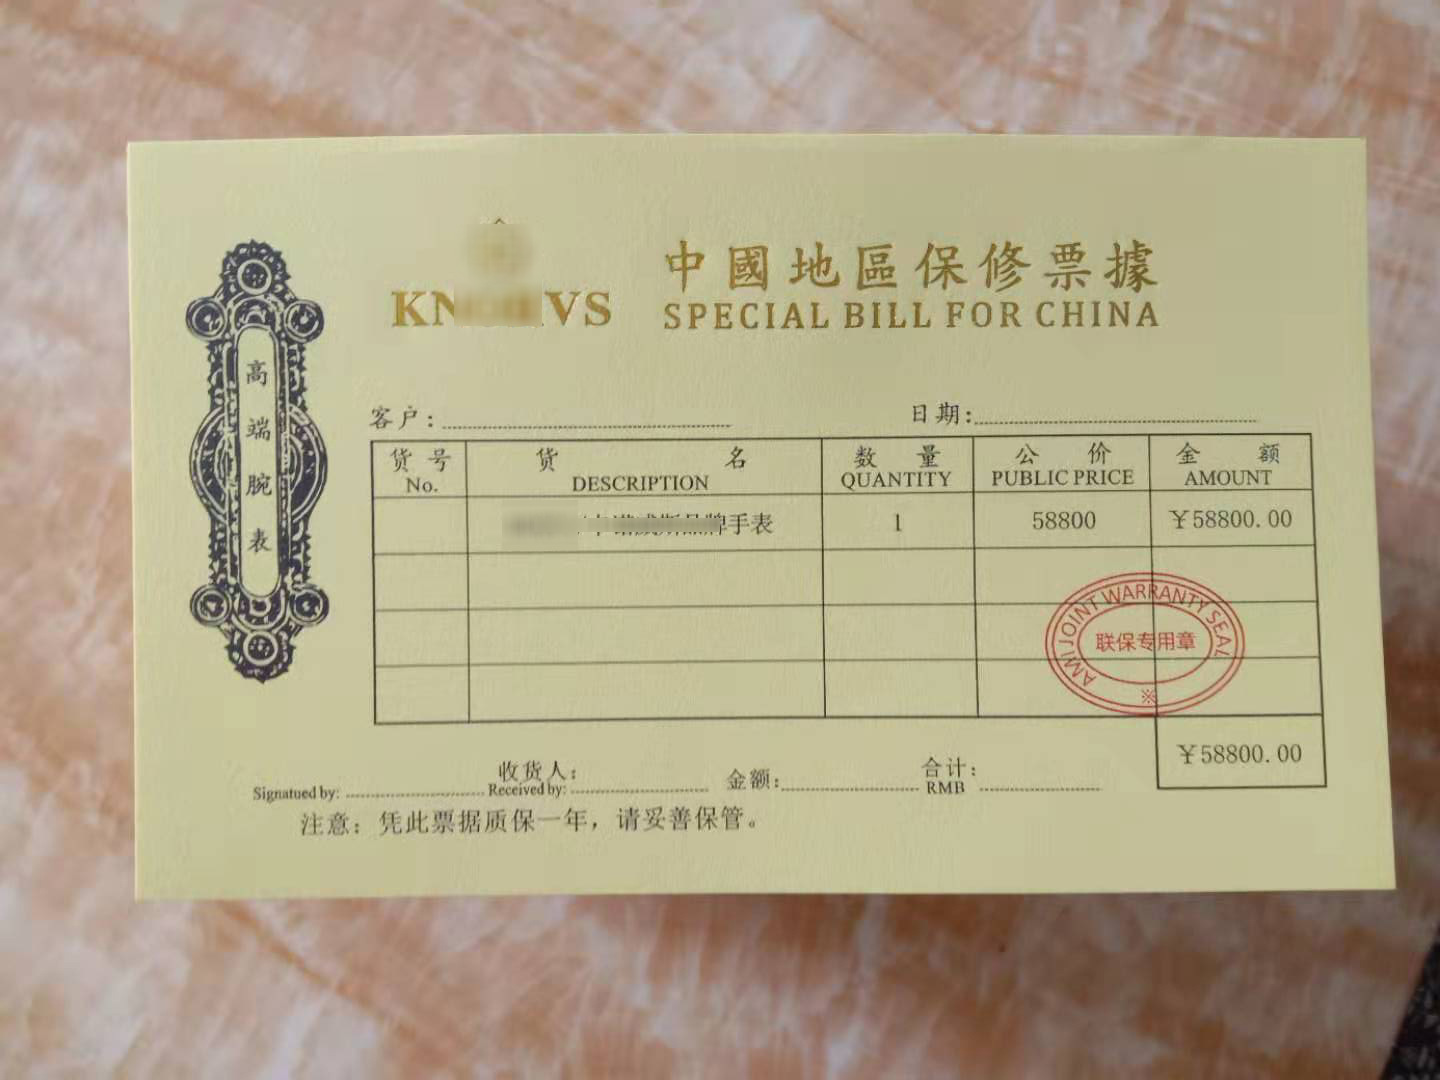 中國地區保修票據
SPECIAL BILL FOR CHINA
高端腕表
客户：
日期：
货号 货名 数量 公价 金额
No. DESCRIPTION QUANTITY PUBLIC PRICE AMOUNT
手表 1 58800 ￥58800.00
AMI JOINT WARRANTY SEAL
联保专用章
※
￥58800.00
收货人： 金额： 合计：
Signatued by: Received by: RMB
注意：凭此票据质保一年，请妥善保管。